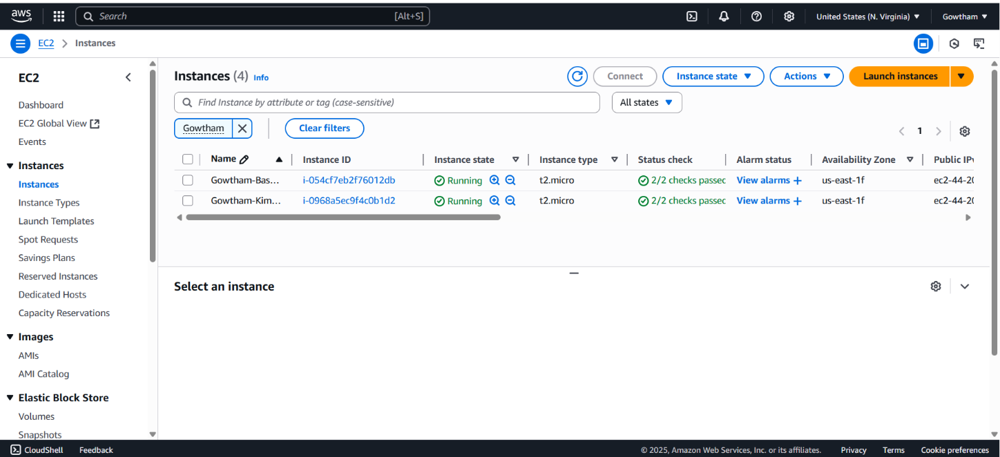 aws Search [Alt+S] United States (N. Virginia) Gowtham
EC2 Instances
EC2
Dashboard
EC2 Global View
Events
Instances
Instances
Instance Types
Launch Templates
Spot Requests
Savings Plans
Reserved Instances
Dedicated Hosts
Capacity Reservations
Images
AMIs
AMI Catalog
Elastic Block Store
Volumes
Snapshots
Instances (4) Info Connect Instance state Actions Launch instances
Find Instance by attribute or tag (case-sensitive) All states
Gowtham Clear filters 1
Name Instance ID Instance state Instance type Status check Alarm status Availability Zone Public IPv
Gowtham-Bas... i-054cf7eb2f76012db Running t2.micro 2/2 checks passec View alarms + us-east-1f ec2-44-20
Gowtham-Kim... i-0968a5ec9f4c0b1d2 Running t2.micro 2/2 checks passec View alarms + us-east-1f ec2-44-20
Select an instance
CloudShell Feedback © 2025, Amazon Web Services, Inc. or its affiliates. Privacy Terms Cookie preferences